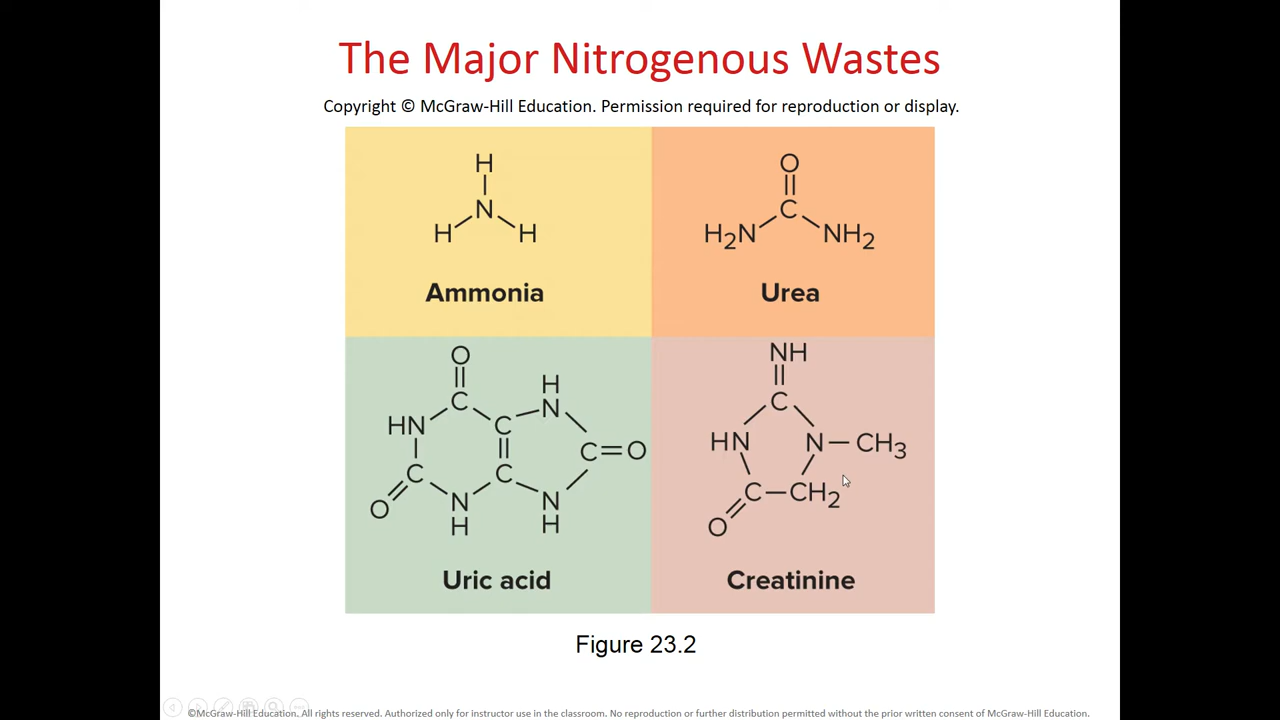 The Major Nitrogenous Wastes
Copyright © McGraw-Hill Education. Permission required for reproduction or display.
H
N
H H
Ammonia
O
C
H2N NH2
Urea
O
H
C N
HN C
C=O
C C
O N N
H H
Uric acid
NH
C
HN N—CH3
C—CH2
O
Creatinine
Figure 23.2
©McGraw-Hill Education. All rights reserved. Authorized only for instructor use in the classroom. No reproduction or further distribution permitted without the prior written consent of McGraw-Hill Education.